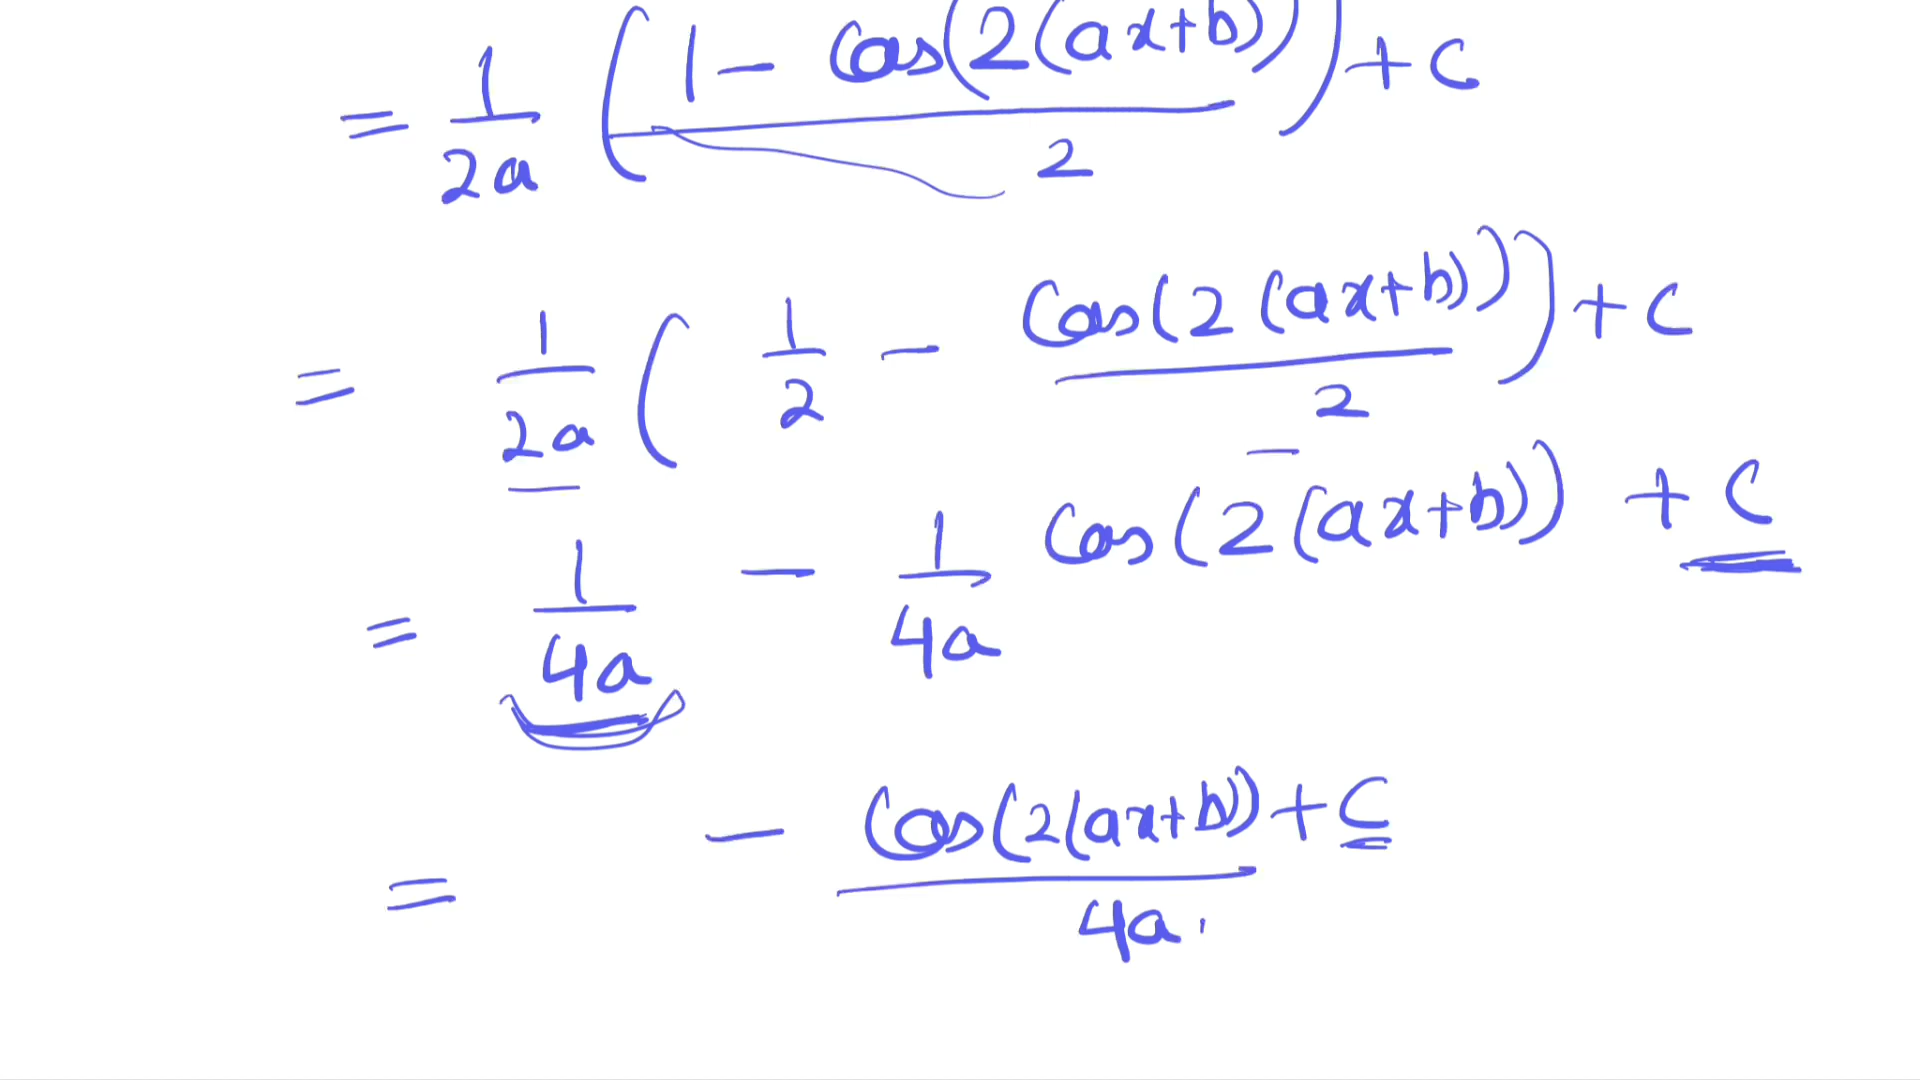 = 1/2a (1 - Cos(2(ax+b))/2) + C
= 1/2a (1/2 - Cos(2(ax+b))/2) + C
= 1/4a - 1/4a Cos(2(ax+b)) + C
= - Cos(2(ax+b))/4a + C